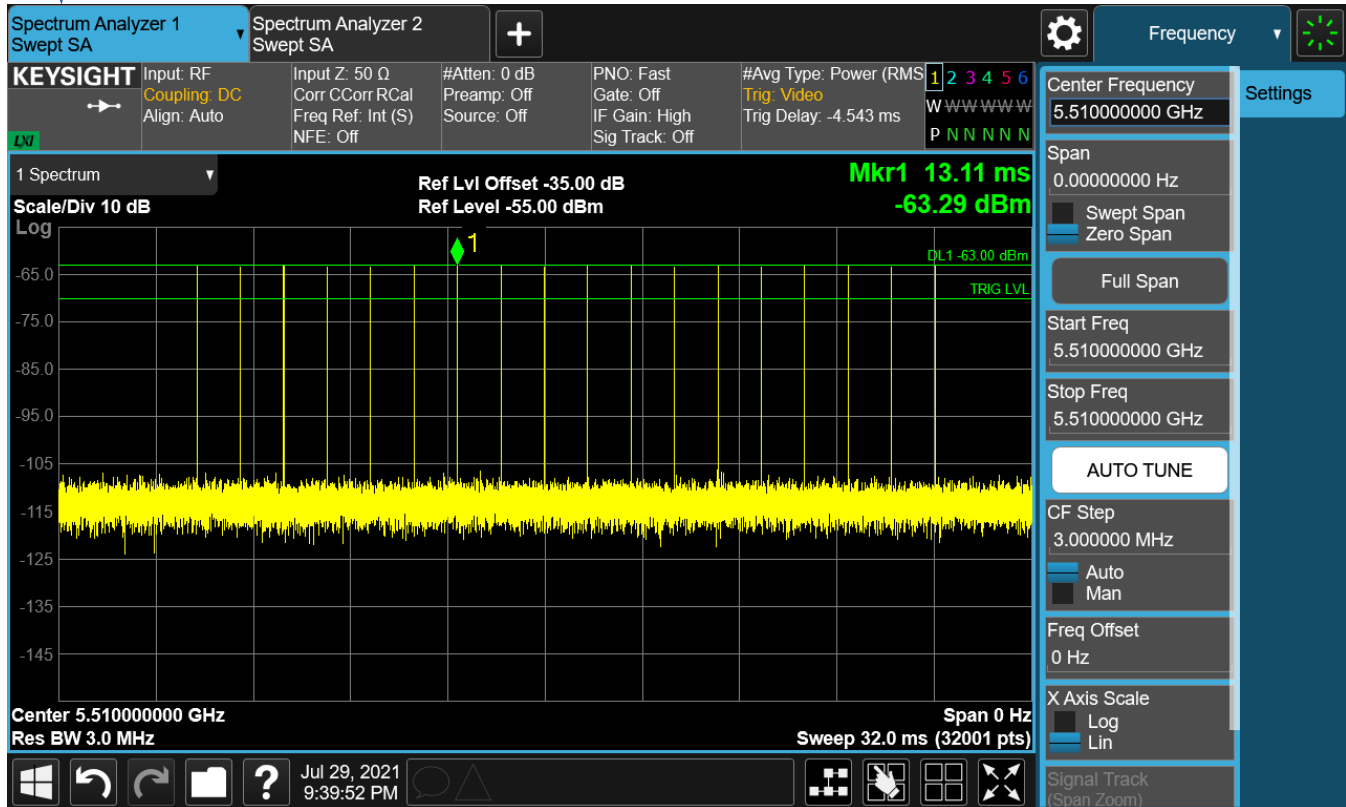 Spectrum Analyzer 1
Swept SA
Spectrum Analyzer 2
Swept SA
+
Frequency
KEYSIGHT
LXI
Input: RF
Coupling: DC
Align: Auto
Input Z: 50 Ω
Corr CCorr RCal
Freq Ref: Int (S)
NFE: Off
#Atten: 0 dB
Preamp: Off
Source: Off
PNO: Fast
Gate: Off
IF Gain: High
Sig Track: Off
#Avg Type: Power (RMS
Trig: Video
Trig Delay: -4.543 ms
1 2 3 4 5 6
W W W W W W
P N N N N N
1 Spectrum
Scale/Div 10 dB
Log
Ref Lvl Offset -35.00 dB
Ref Level -55.00 dBm
Mkr1 13.11 ms
-63.29 dBm
1
DL1 -63.00 dBm
TRIG LVL
-65.0
-75.0
-85.0
-95.0
-105
-115
-125
-135
-145
Center 5.510000000 GHz
Res BW 3.0 MHz
Span 0 Hz
Sweep 32.0 ms (32001 pts)
?
Jul 29, 2021
9:39:52 PM
Center Frequency
5.510000000 GHz
Settings
Span
0.00000000 Hz
Swept Span
Zero Span
Full Span
Start Freq
5.510000000 GHz
Stop Freq
5.510000000 GHz
AUTO TUNE
CF Step
3.000000 MHz
Auto
Man
Freq Offset
0 Hz
X Axis Scale
Log
Lin
Signal Track
(Span Zoom)